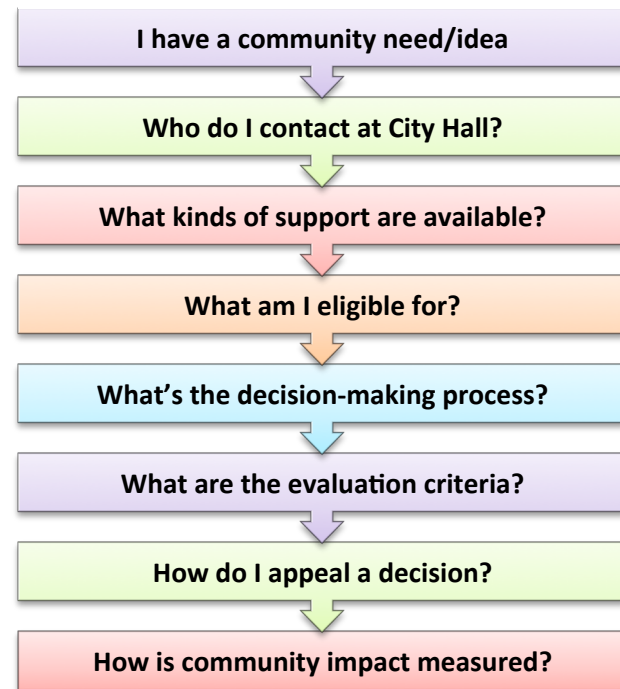 I have a community need/idea
Who do I contact at City Hall?
What kinds of support are available?
What am I eligible for?
What’s the decision-making process?
What are the evaluation criteria?
How do I appeal a decision?
How is community impact measured?